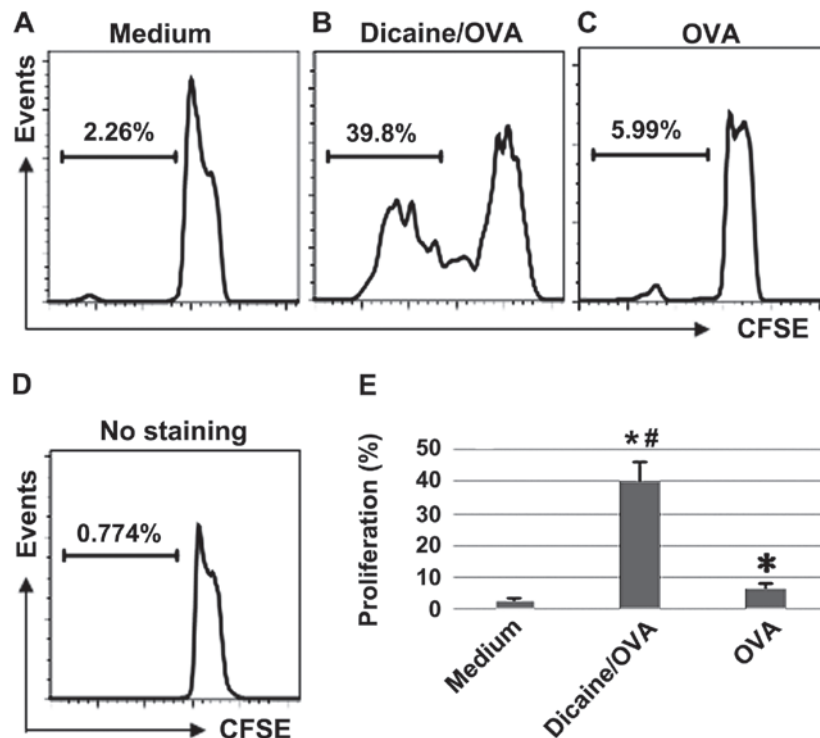 A
Medium
B
Dicaine/OVA
C
OVA
Events
2.26%
39.8%
5.99%
CFSE
D
No staining
Events
0.774%
CFSE
E
Proliferation (%)
50
40
30
20
10
0
* #
*
Medium
Dicaine/OVA
OVA